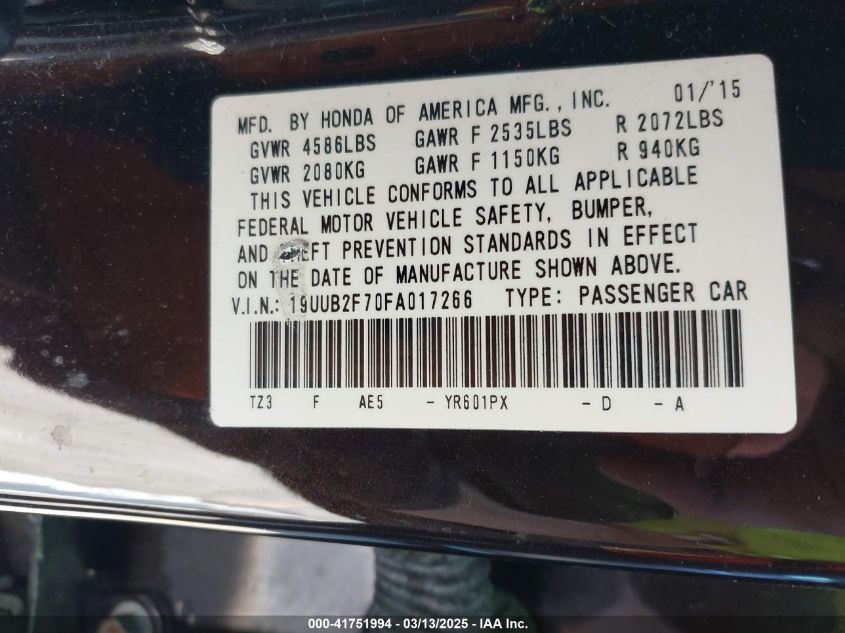 MFD. BY HONDA OF AMERICA MFG., INC. 01/'15
GVWR 4586LBS GAWR F 2535LBS R 2072LBS
GVWR 2080KG GAWR F 1150KG R 940KG
THIS VEHICLE CONFORMS TO ALL APPLICABLE
FEDERAL MOTOR VEHICLE SAFETY, BUMPER,
AND EFT PREVENTION STANDARDS IN EFFECT
ON THE DATE OF MANUFACTURE SHOWN ABOVE.
V.I.N.: 19UUB2F70FA017266 TYPE: PASSENGER CAR
TZ3 F AE5 - YR601PX - D - A
000-41751994 / 03/13/2025 / IAA Inc.